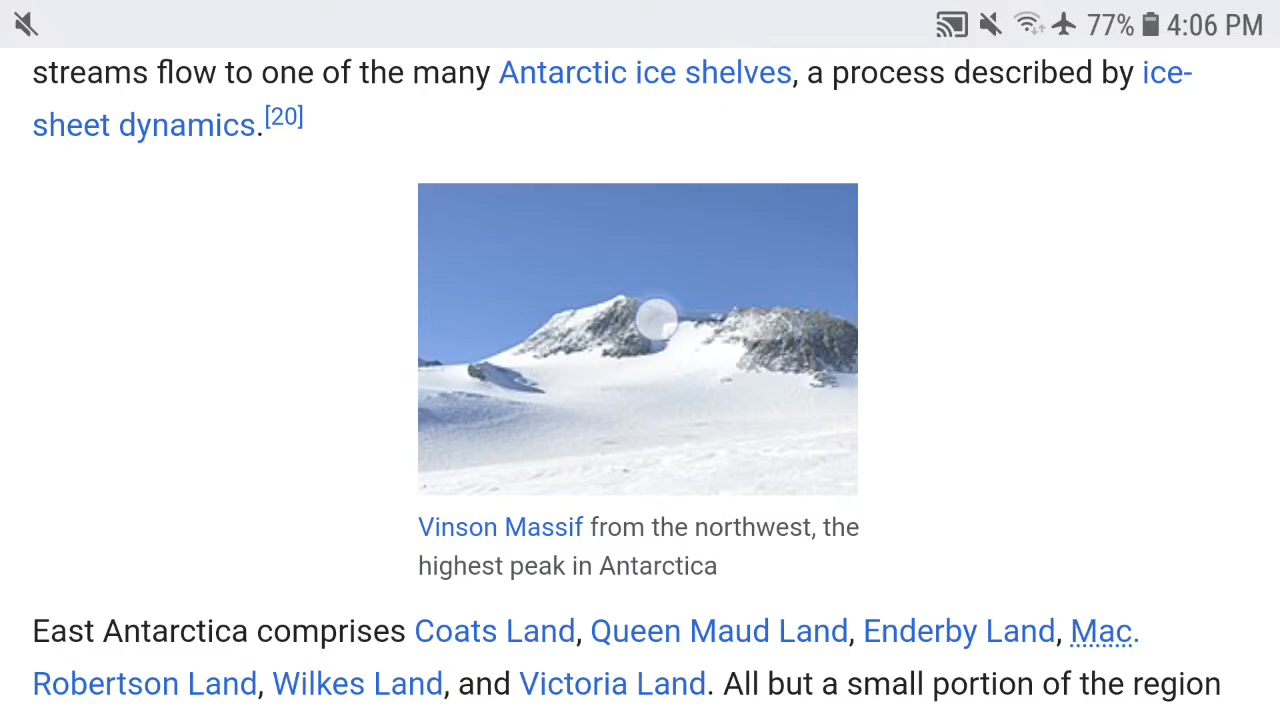 77% 4:06 PM
streams flow to one of the many Antarctic ice shelves, a process described by ice-
sheet dynamics.[20]
Vinson Massif from the northwest, the
highest peak in Antarctica
East Antarctica comprises Coats Land, Queen Maud Land, Enderby Land, Mac.
Robertson Land, Wilkes Land, and Victoria Land. All but a small portion of the region